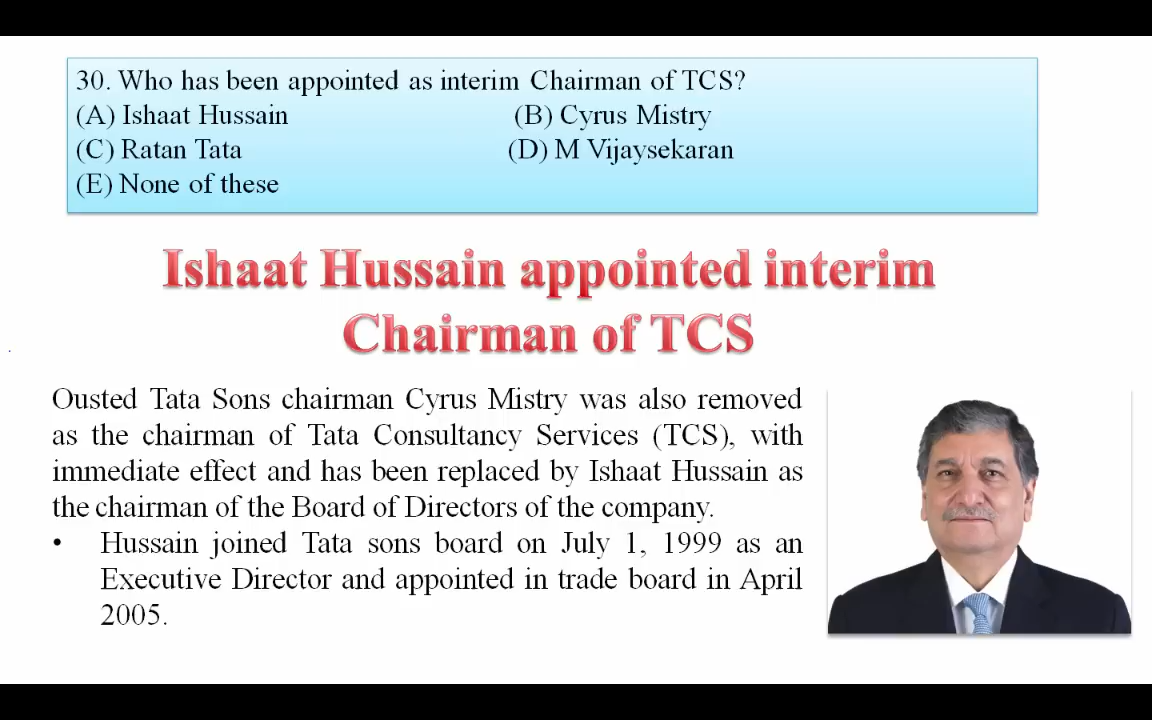 30. Who has been appointed as interim Chairman of TCS?
(A) Ishaat Hussain (B) Cyrus Mistry
(C) Ratan Tata (D) M Vijaysekaran
(E) None of these
Ishaat Hussain appointed interim
Chairman of TCS
Ousted Tata Sons chairman Cyrus Mistry was also removed
as the chairman of Tata Consultancy Services (TCS), with
immediate effect and has been replaced by Ishaat Hussain as
the chairman of the Board of Directors of the company.
• Hussain joined Tata sons board on July 1, 1999 as an
Executive Director and appointed in trade board in April
2005.